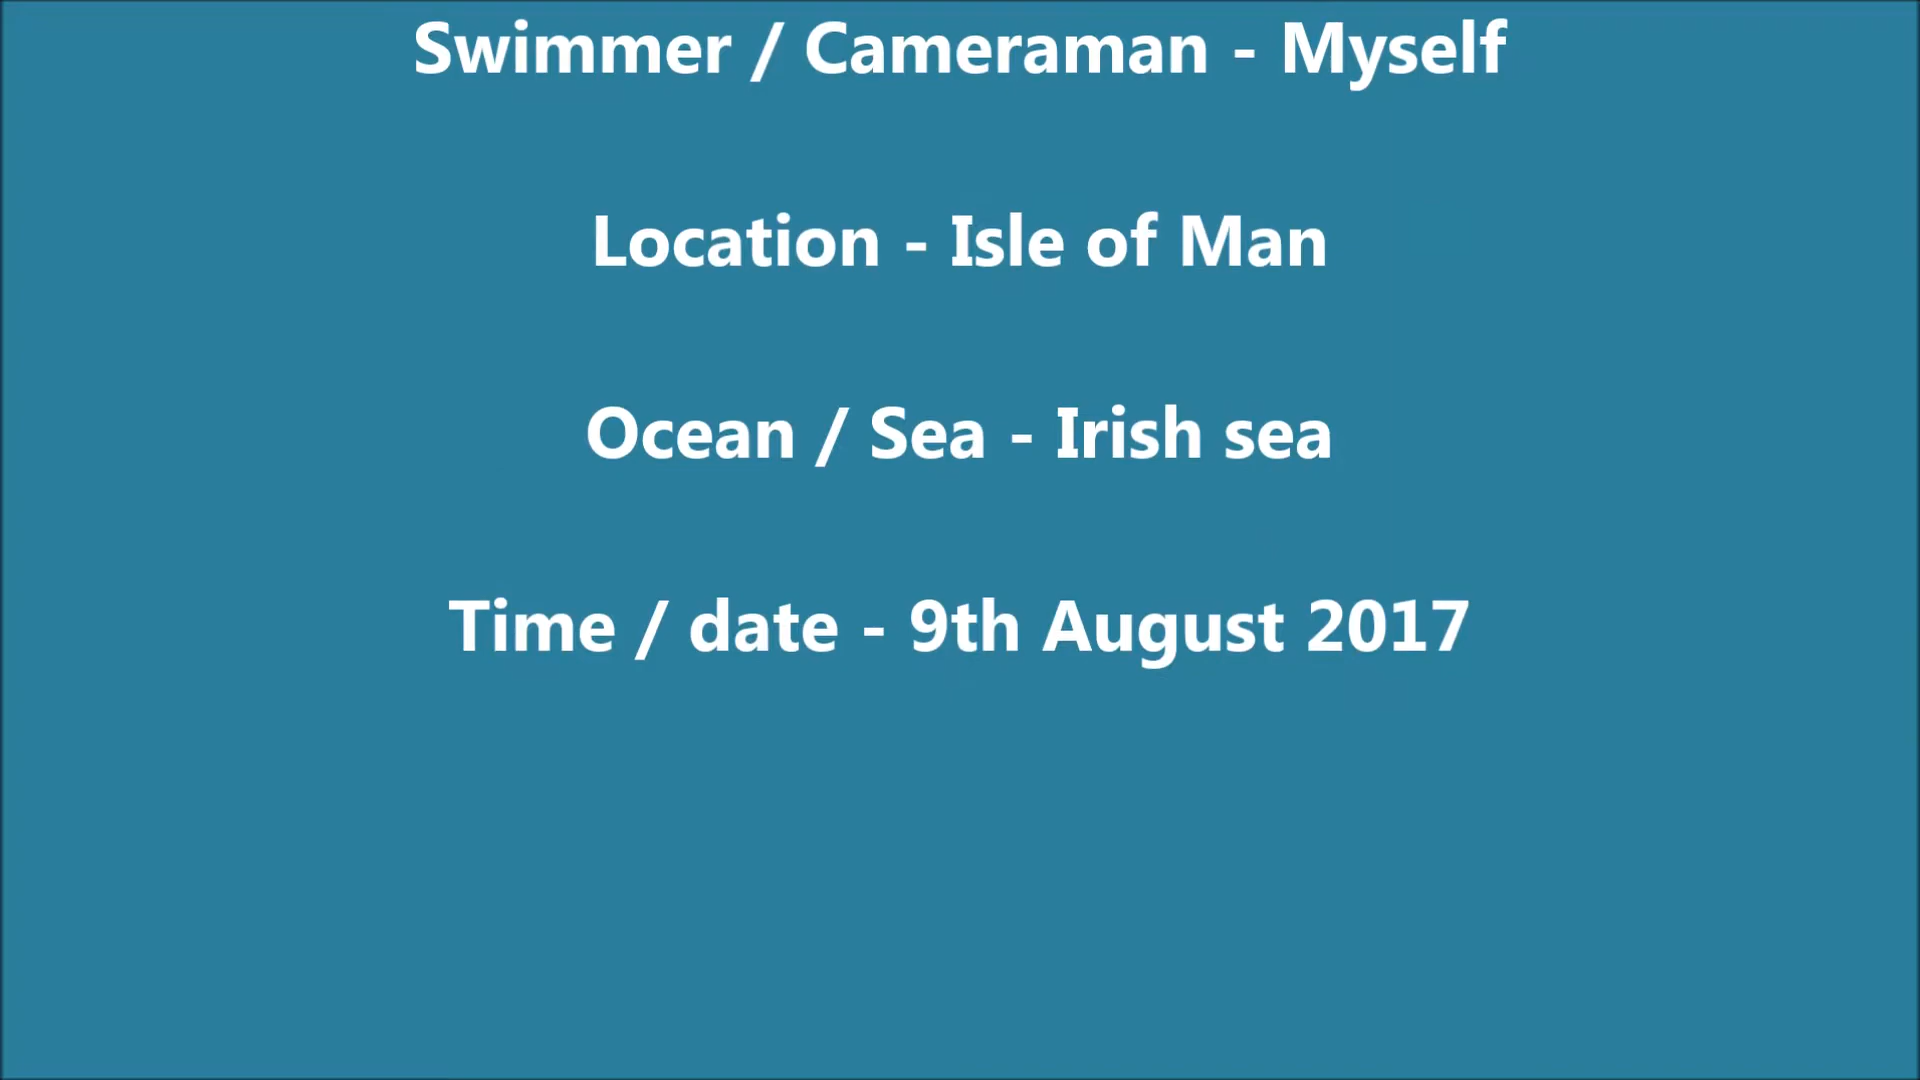 Swimmer / Cameraman - Myself
Location - Isle of Man
Ocean / Sea - Irish sea
Time / date - 9th August 2017